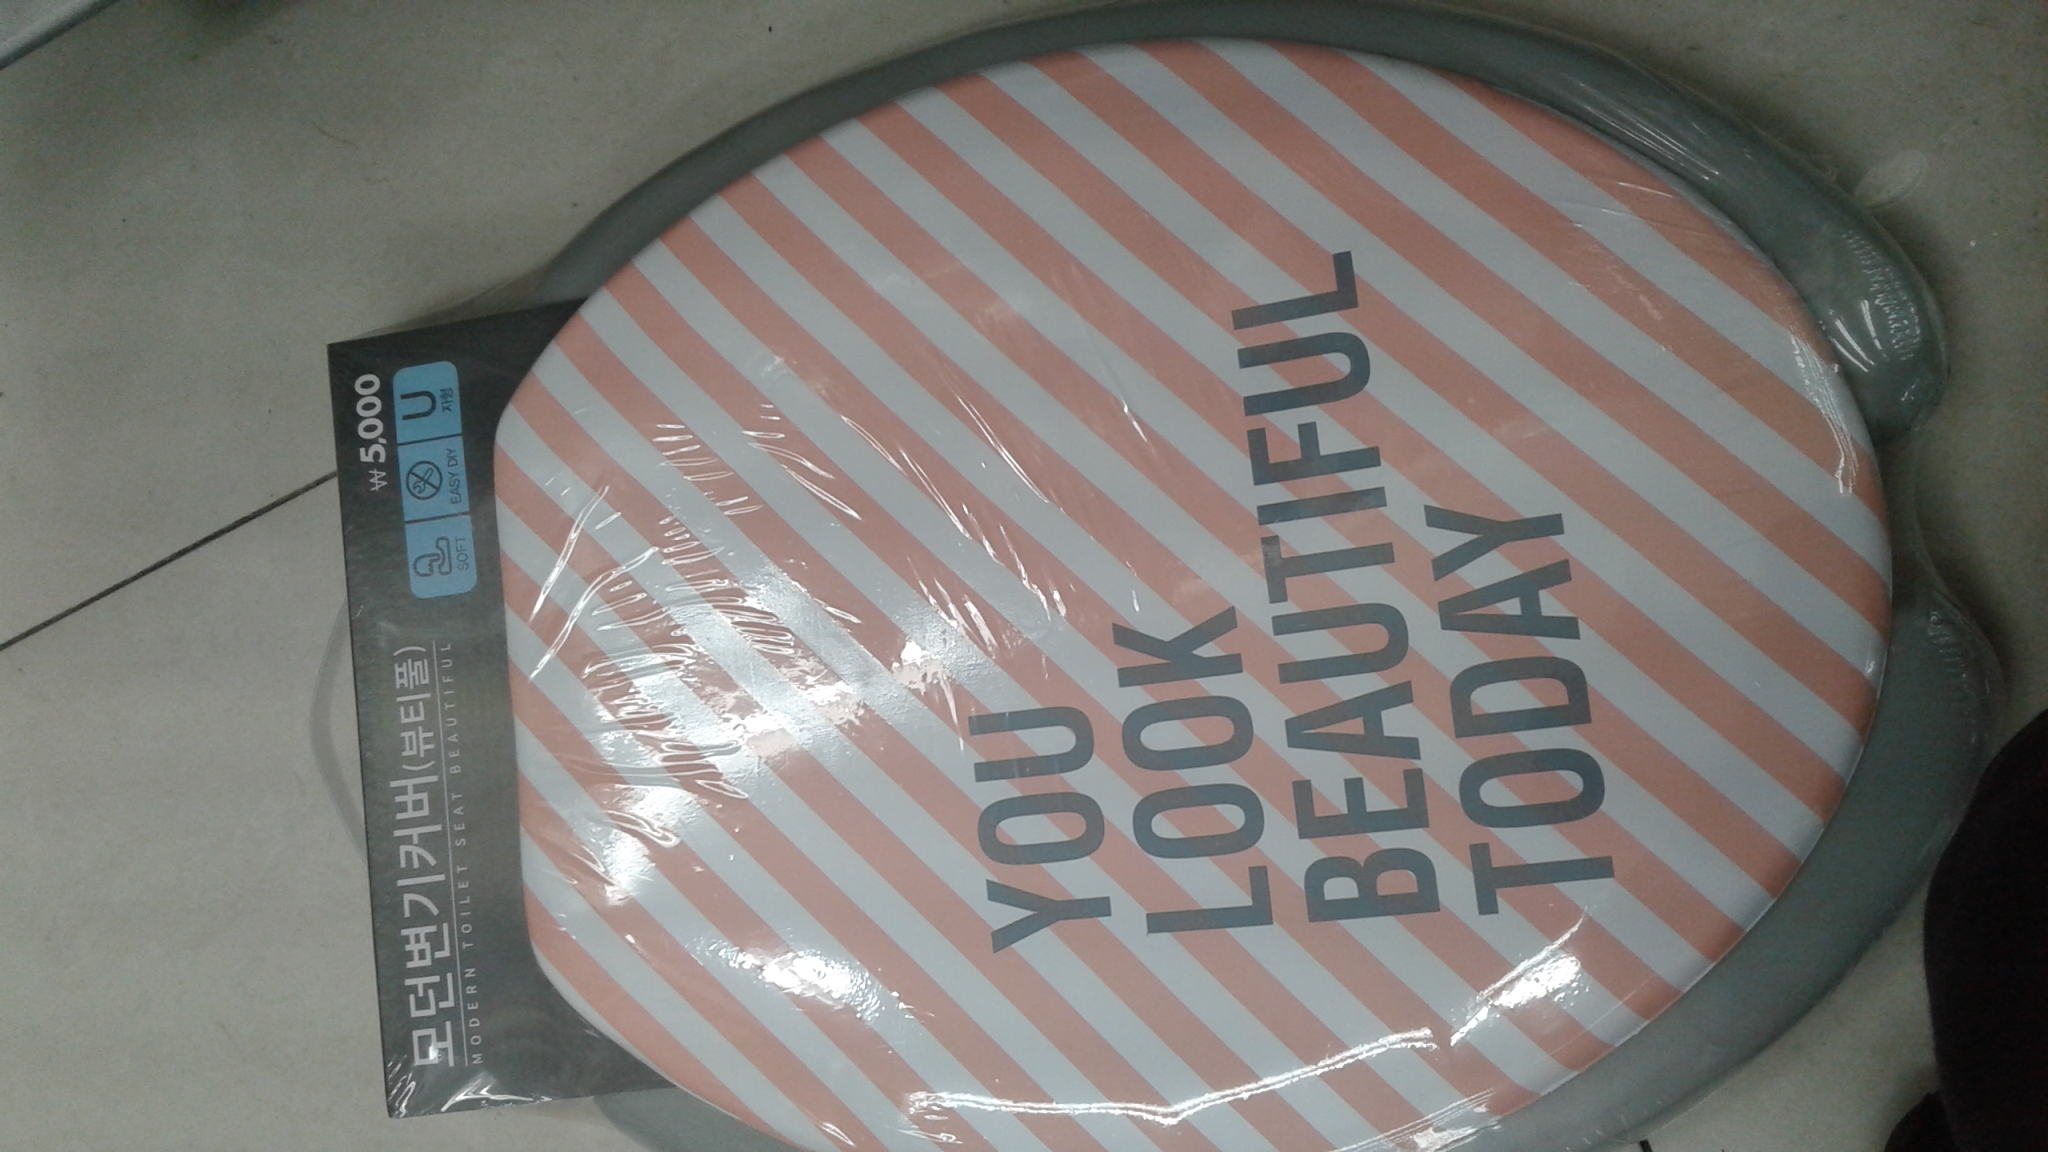 ₩5,000
모던변기커버(뷰티풀)
MODERN TOILET SEAT BEAUTIFUL
SOFT
EASY DIY
U
자형
YOU
LOOK
BEAUTIFUL
TODAY